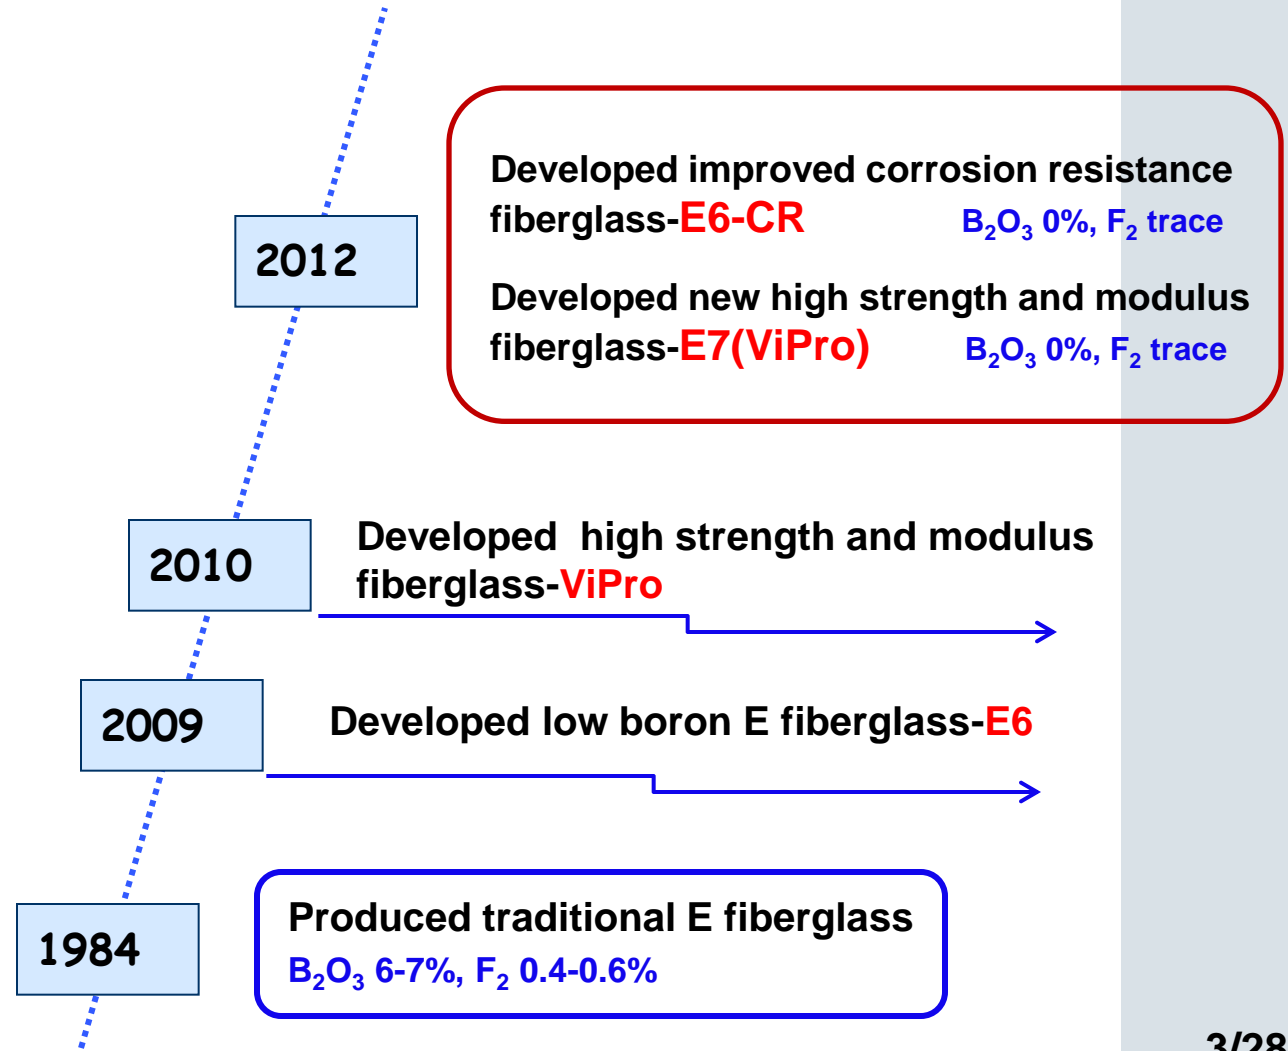 Developed improved corrosion resistance
fiberglass-E6-CR B₂O₃ 0%, F₂ trace
2012
Developed new high strength and modulus
fiberglass-E7(ViPro) B₂O₃ 0%, F₂ trace
Developed high strength and modulus
2010
fiberglass-ViPro
2009
Developed low boron E fiberglass-E6
Produced traditional E fiberglass
1984
B₂O₃ 6-7%, F₂ 0.4-0.6%
3/28